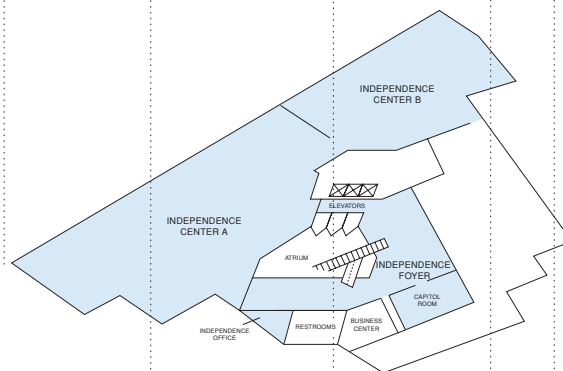 INDEPENDENCE
CENTER B
ELEVATORS
INDEPENDENCE
CENTER A
ATRIUM
INDEPENDENCE
FOYER
CAPITOL
ROOM
INDEPENDENCE
OFFICE
RESTROOMS
BUSINESS
CENTER